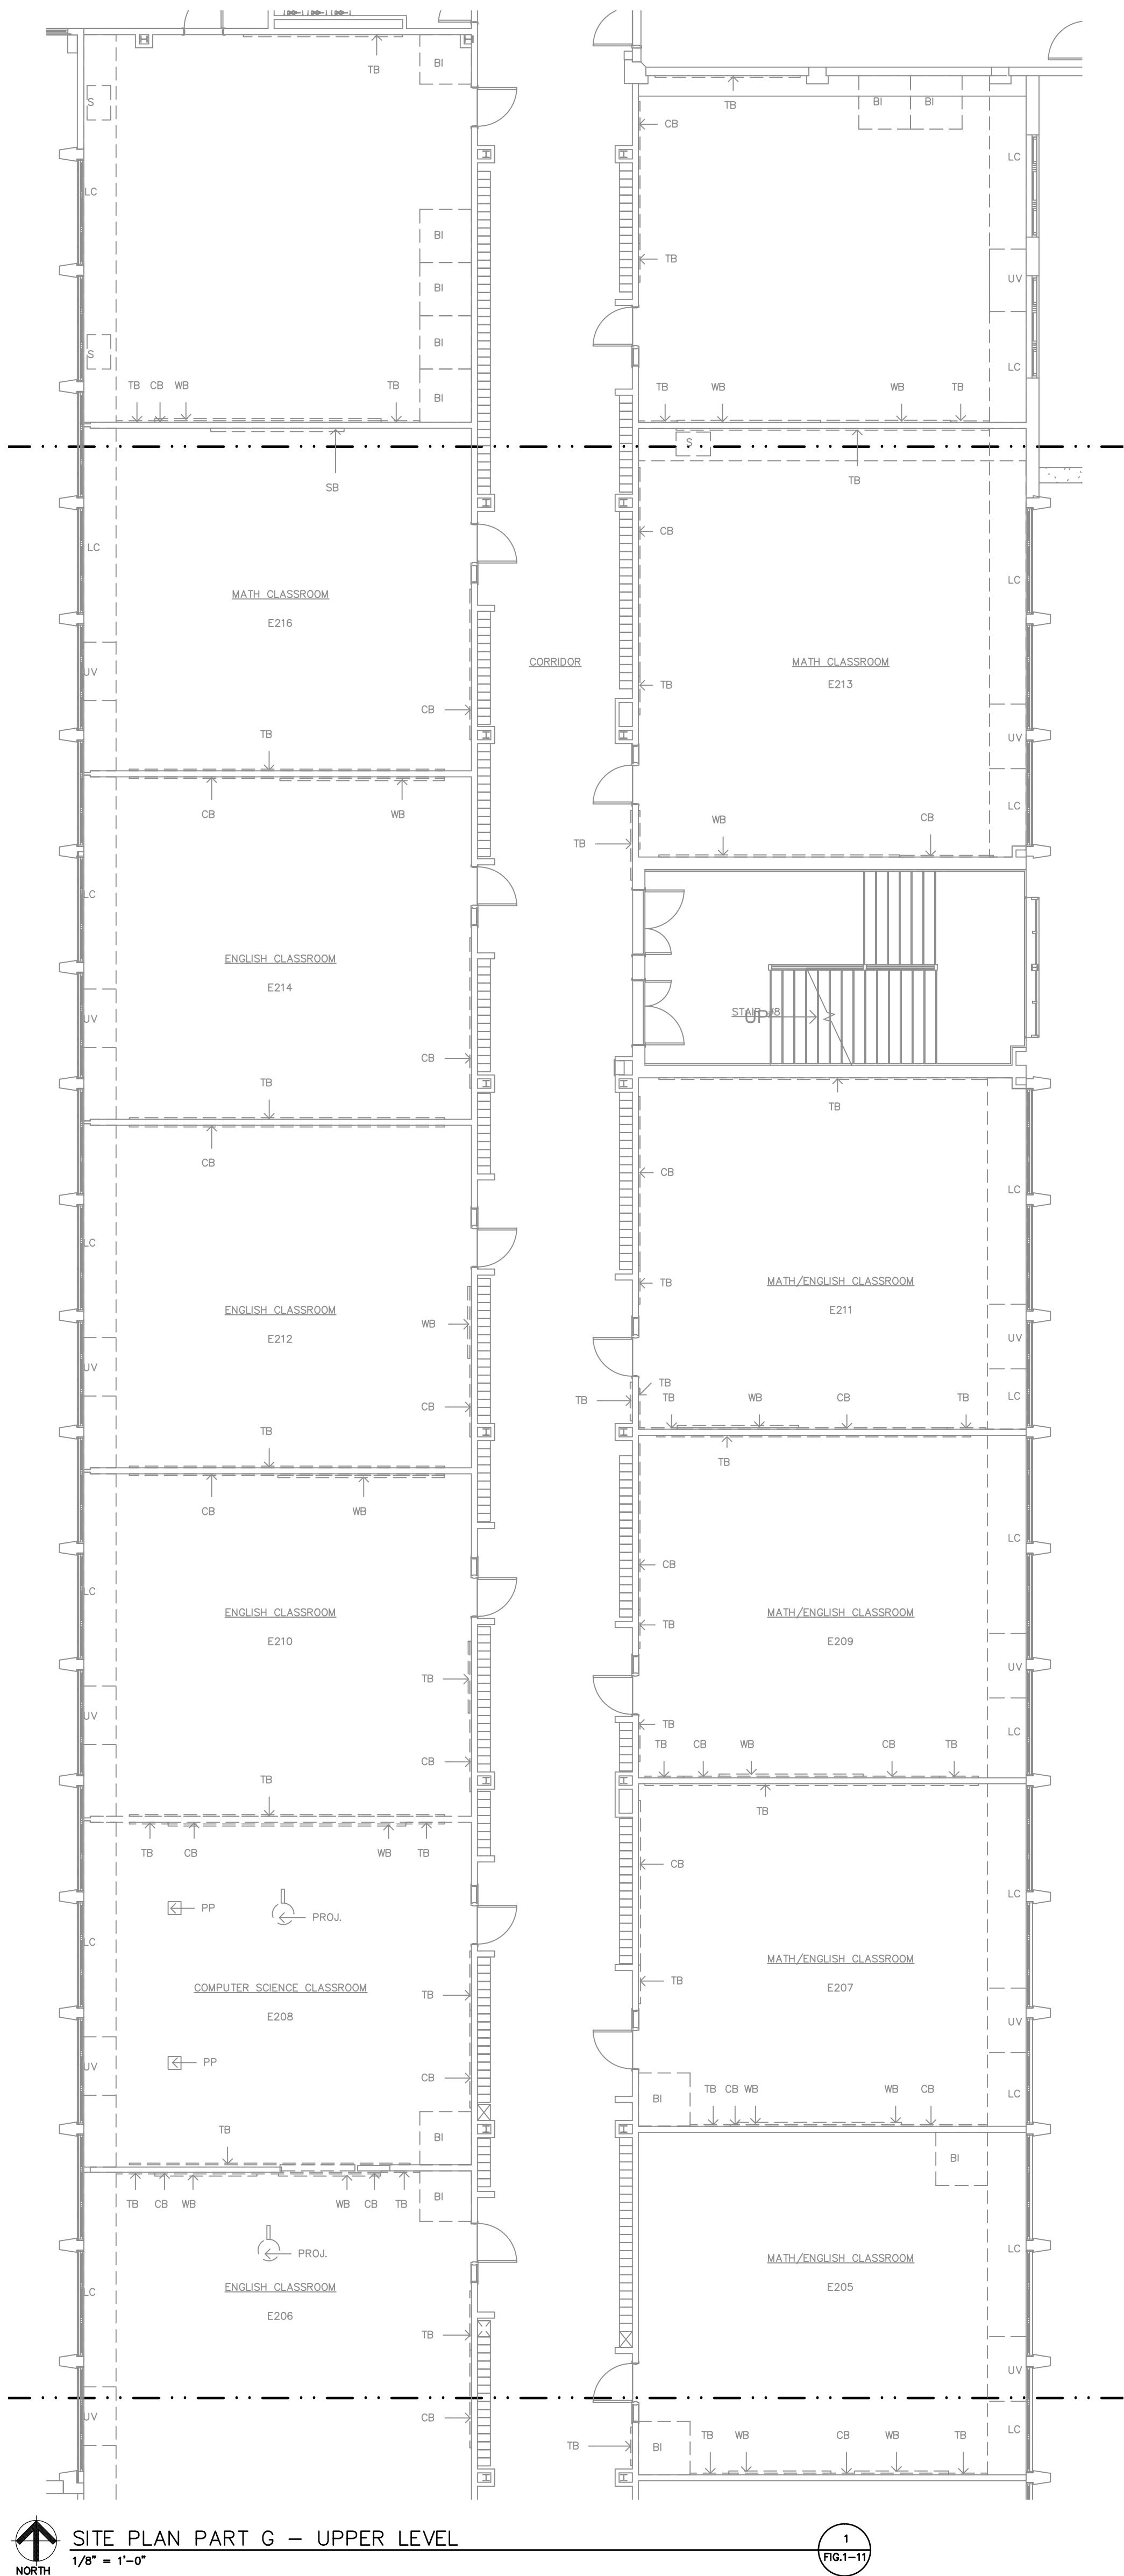 TB
BI
S
LC
BI
BI
BI
BI
S
TB CB WB TB
TB
BI BI
CB
LC
TB
UV
LC
TB WB WB TB
SB
LC
MATH CLASSROOM
E216
UV
CB
TB
CORRIDOR
S
TB
CB
LC
MATH CLASSROOM
E213
TB
UV
LC
WB CB
TB
CB WB
LC
ENGLISH CLASSROOM
E214
UV
CB
TB
STAIR #8
UP
CB
LC
ENGLISH CLASSROOM
E212
WB
UV
CB
TB
TB
CB
LC
TB
MATH/ENGLISH CLASSROOM
E211
UV
LC
TB
TB
TB WB CB TB
CB WB
LC
ENGLISH CLASSROOM
E210
TB
UV
CB
TB
TB
LC
CB
MATH/ENGLISH CLASSROOM
E209
TB
UV
LC
TB
TB CB WB CB TB
TB CB WB TB
PP
PROJ.
LC
COMPUTER SCIENCE CLASSROOM
E208
TB
PP
UV
CB
TB
BI
TB
CB
LC
MATH/ENGLISH CLASSROOM
E207
TB
UV
LC
BI
TB CB WB WB CB
TB CB WB WB CB TB
BI
PROJ.
ENGLISH CLASSROOM
LC
E206
TB
UV
CB
BI
LC
MATH/ENGLISH CLASSROOM
E205
UV
LC
TB
BI
TB WB CB WB TB
SITE PLAN PART G – UPPER LEVEL
1/8" = 1'-0"
NORTH
1
FIG.1-11